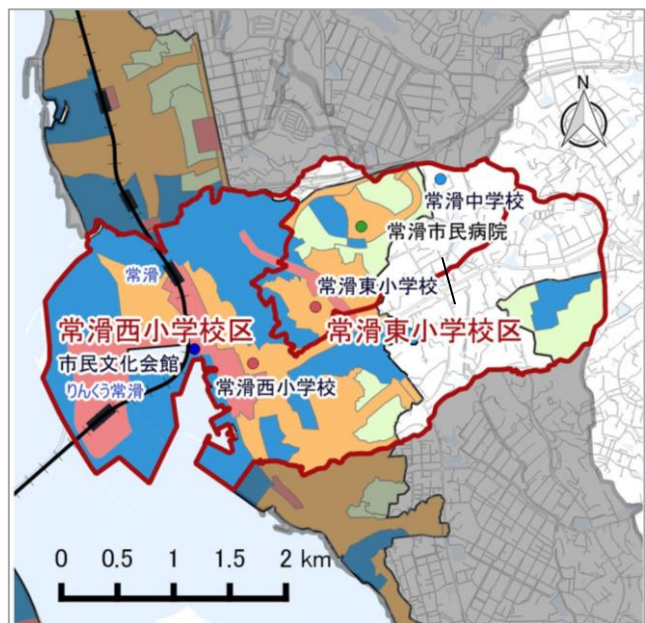 N
常滑中学校
常滑市民病院
常滑
常滑東小学校
常滑西小学校区
常滑東小学校区
市民文化会館
りんくう常滑
常滑西小学校
0 0.5 1 1.5 2 km